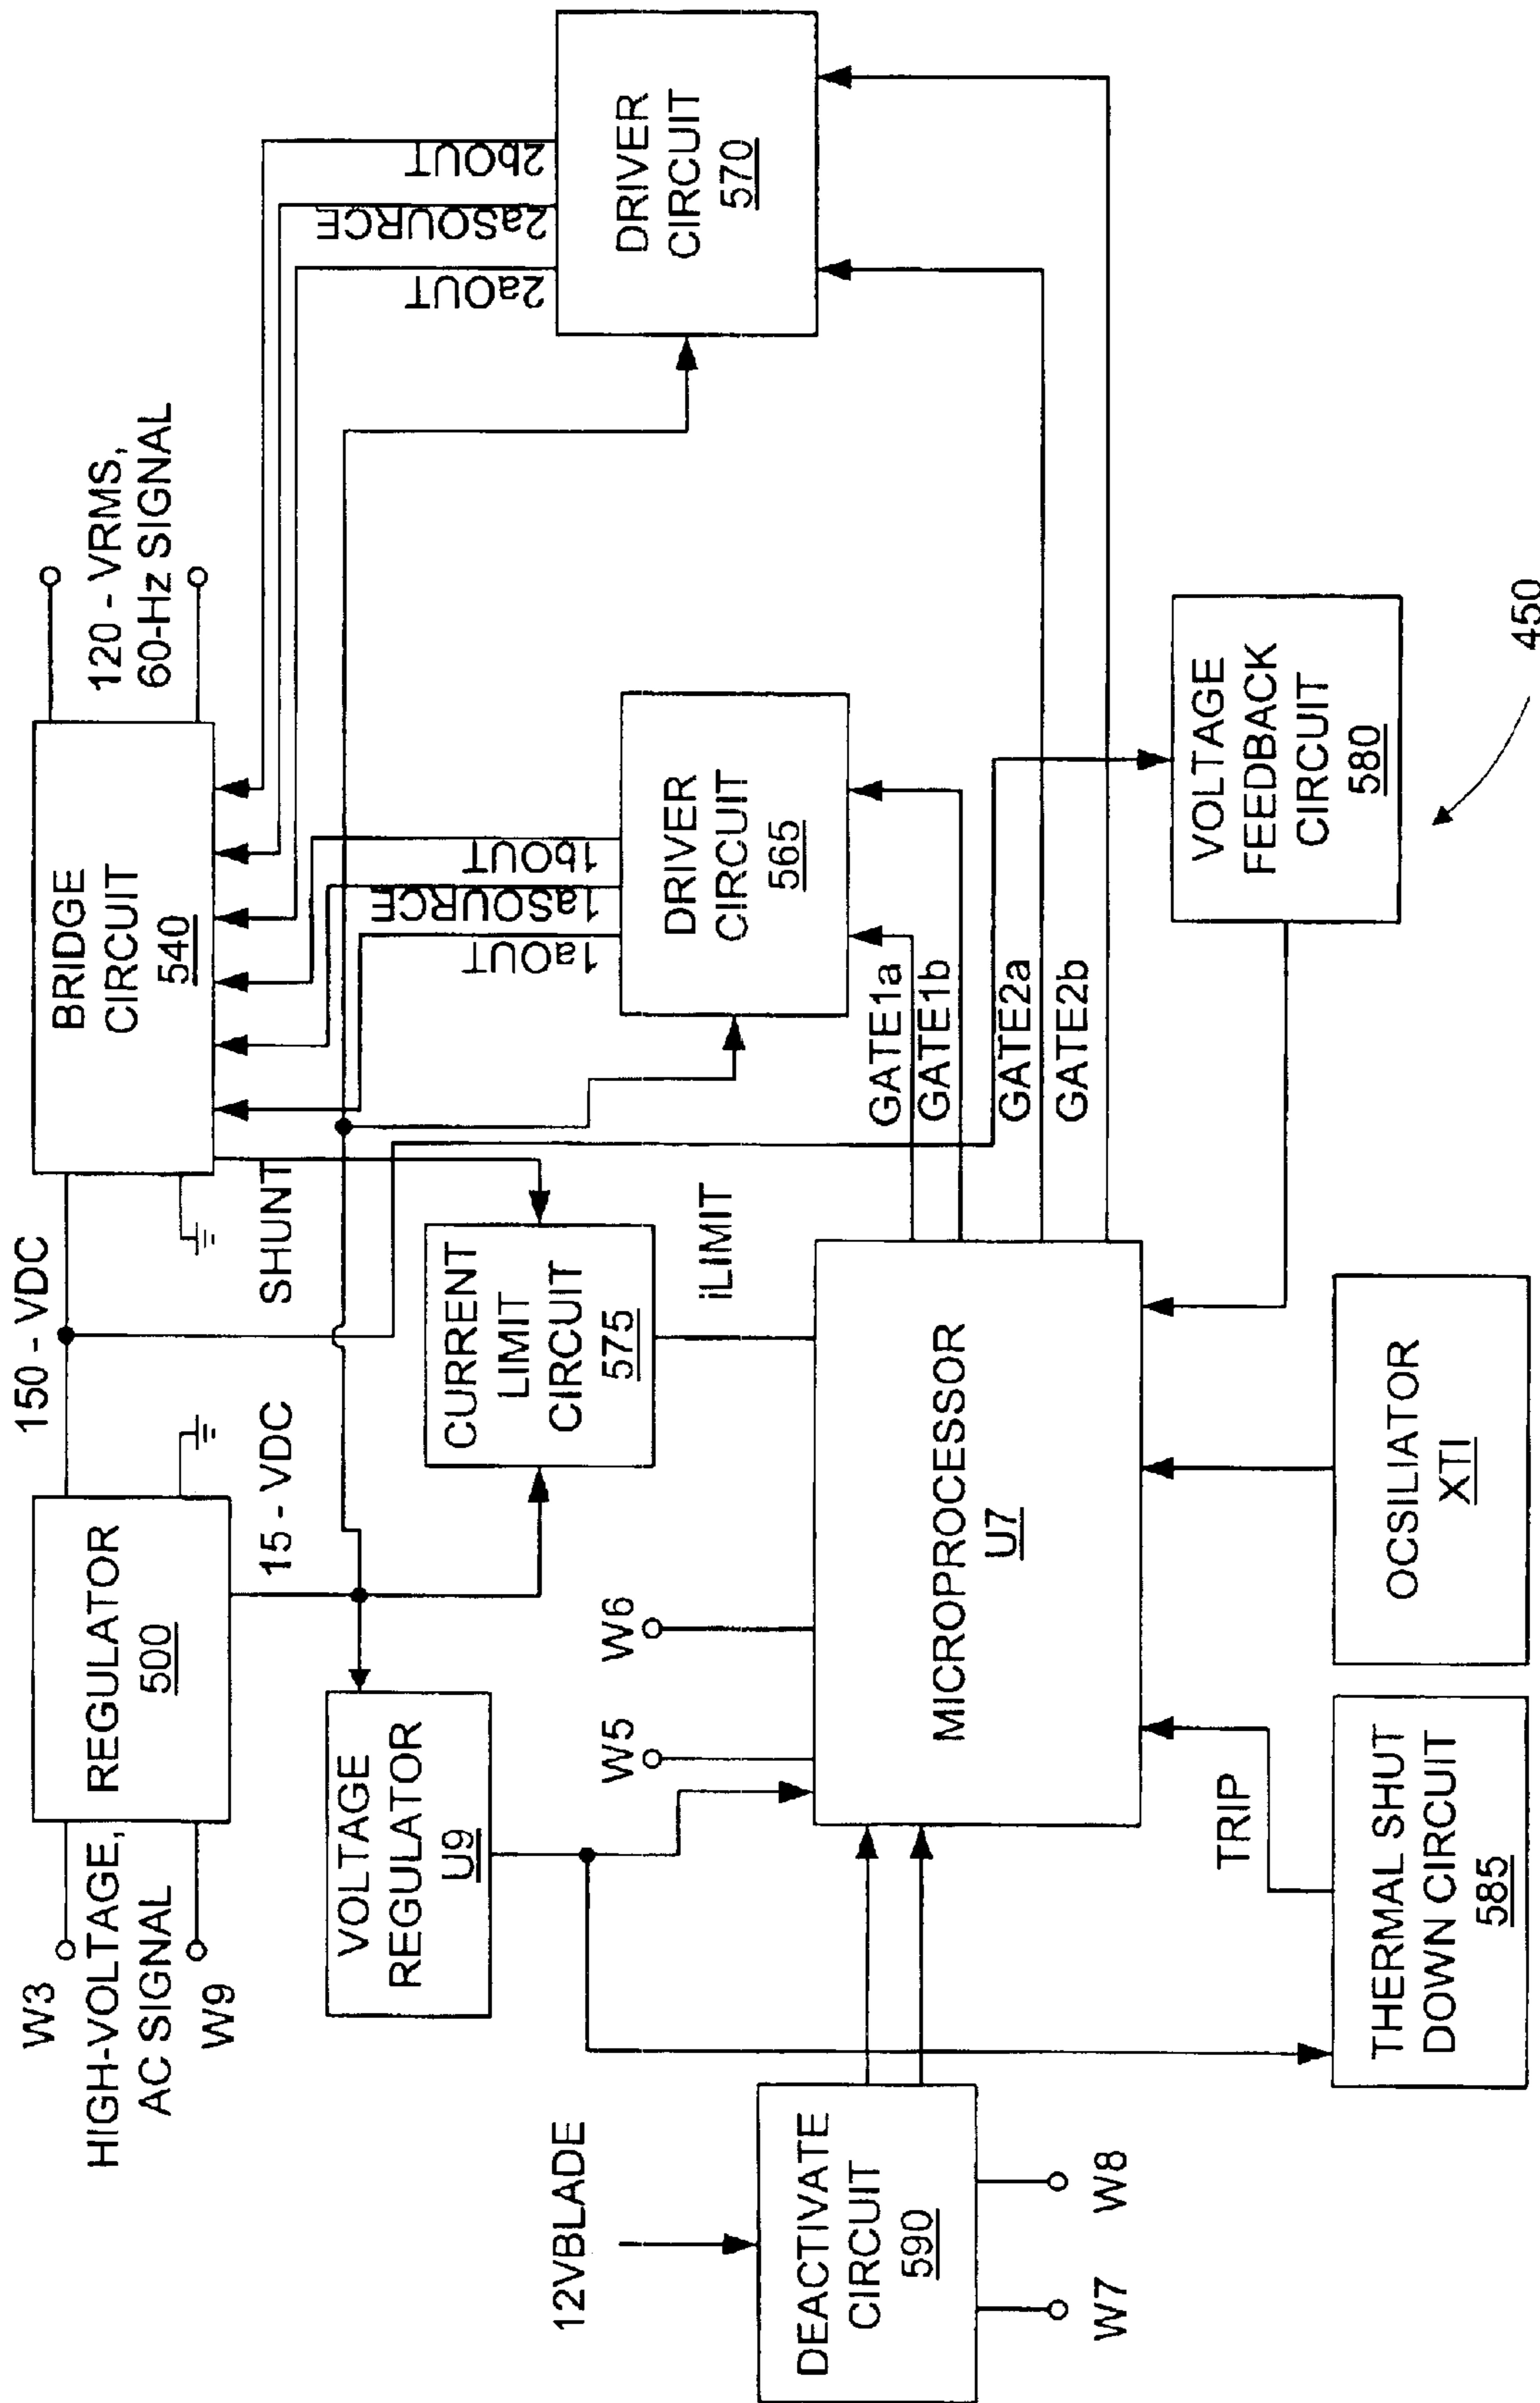 W3
HIGH-VOLTAGE,
AC SIGNAL
W9
REGULATOR
500
150 - VDC
15 - VDC
BRIDGE
CIRCUIT
540
120 - VRMS,
60-Hz SIGNAL
SHUNT
VOLTAGE
REGULATOR
U9
CURRENT
LIMIT
CIRCUIT
575
iLIMIT
1aOUT
1aSOURCE
1bOUT
2aOUT
2aSOURCE
2bOUT
DRIVER
CIRCUIT
565
DRIVER
CIRCUIT
570
12VBLADE
DEACTIVATE
CIRCUIT
590
W7
W8
W5
W6
MICROPROCESSOR
U7
GATE1a
GATE1b
GATE2a
GATE2b
TRIP
THERMAL SHUT
DOWN CIRCUIT
585
OCSILIATOR
XTI
VOLTAGE
FEEDBACK
CIRCUIT
580
450